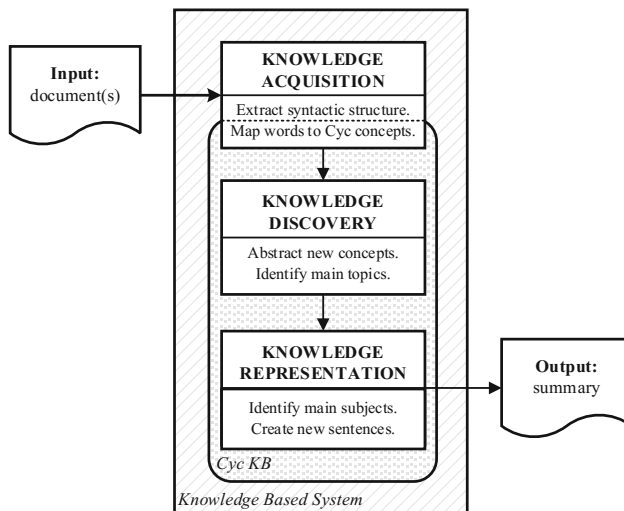 Input:
document(s)
KNOWLEDGE
ACQUISITION
Extract syntactic structure.
Map words to Cyc concepts.
KNOWLEDGE
DISCOVERY
Abstract new concepts.
Identify main topics.
KNOWLEDGE
REPRESENTATION
Identify main subjects.
Create new sentences.
Output:
summary
Cyc KB
Knowledge Based System